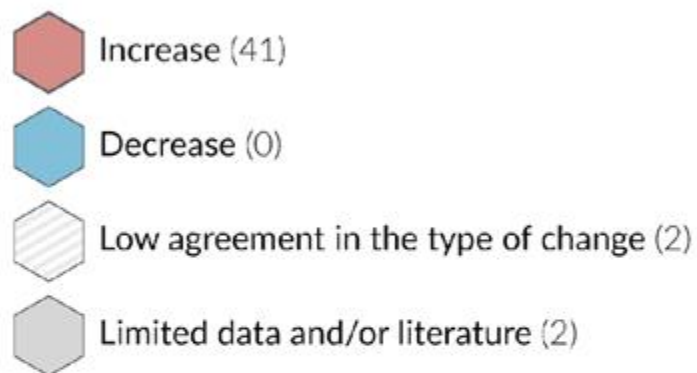 Increase (41)
Decrease (0)
Low agreement in the type of change (2)
Limited data and/or literature (2)